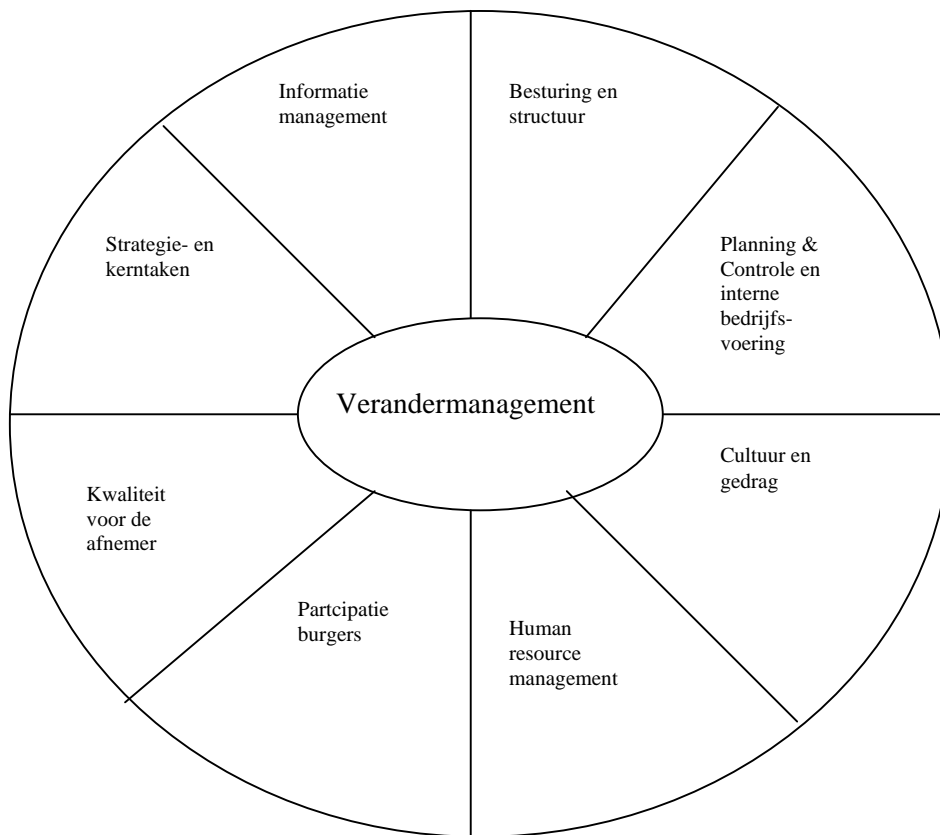 Informatie
management
Besturing en
structuur
Strategie- en
kerntaken
Planning &
Controle en
interne
bedrijfs-
voering
Verandermanagement
Cultuur en
gedrag
Kwaliteit
voor de
afnemer
Partcipatie
burgers
Human
resource
management